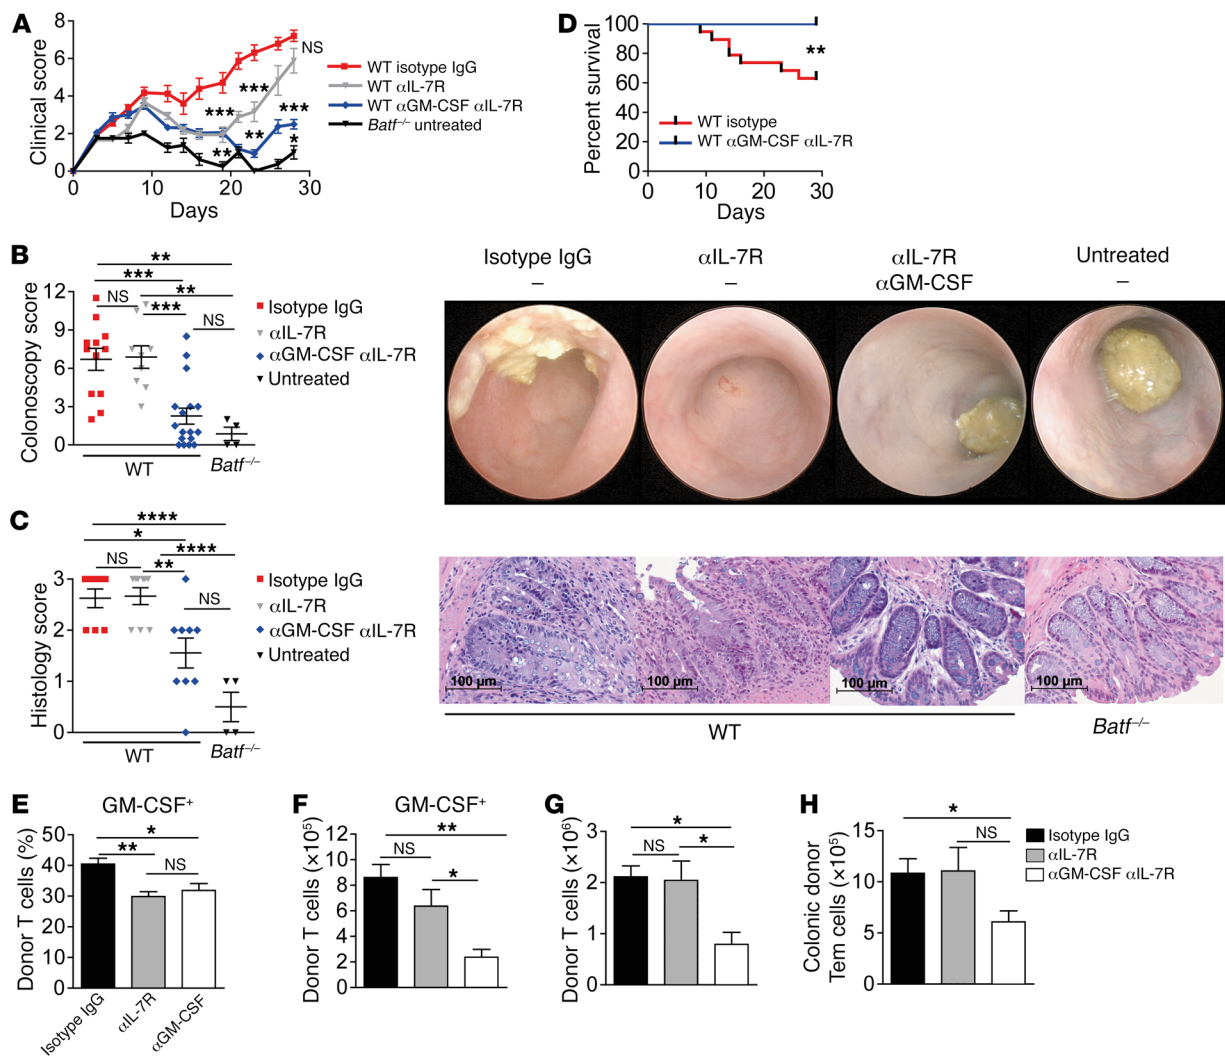 A
Clinical score
8
6
4
2
0
0
10
20
30
Days
NS
***
***
***
**
**
*
WT isotype IgG
WT αIL-7R
WT αGM-CSF αIL-7R
Batf–/– untreated
D
Percent survival
100
80
60
40
20
0
0
10
20
30
Days
**
WT isotype
WT αGM-CSF αIL-7R
B
Colonoscopy score
12
9
6
3
0
**
***
**
NS
***
NS
WT
Batf–/–
Isotype IgG
αIL-7R
αGM-CSF αIL-7R
Untreated
Isotype IgG
–
αIL-7R
–
αIL-7R
αGM-CSF
Untreated
–
C
Histology score
3
2
1
0
****
*
****
NS
**
NS
WT
Batf–/–
Isotype IgG
αIL-7R
αGM-CSF αIL-7R
Untreated
100 µm
100 µm
100 µm
100 µm
WT
Batf–/–
E
GM-CSF+
Donor T cells (%)
50
40
30
20
10
0
*
**
NS
Isotype IgG
αIL-7R
αGM-CSF
F
GM-CSF+
Donor T cells (×10⁵)
12
10
8
6
4
2
0
**
NS
*
G
Donor T cells (×10⁶)
3
2
1
0
*
NS
*
H
Colonic donor
Tem cells (×10⁵)
15
10
5
0
*
NS
Isotype IgG
αIL-7R
αGM-CSF αIL-7R